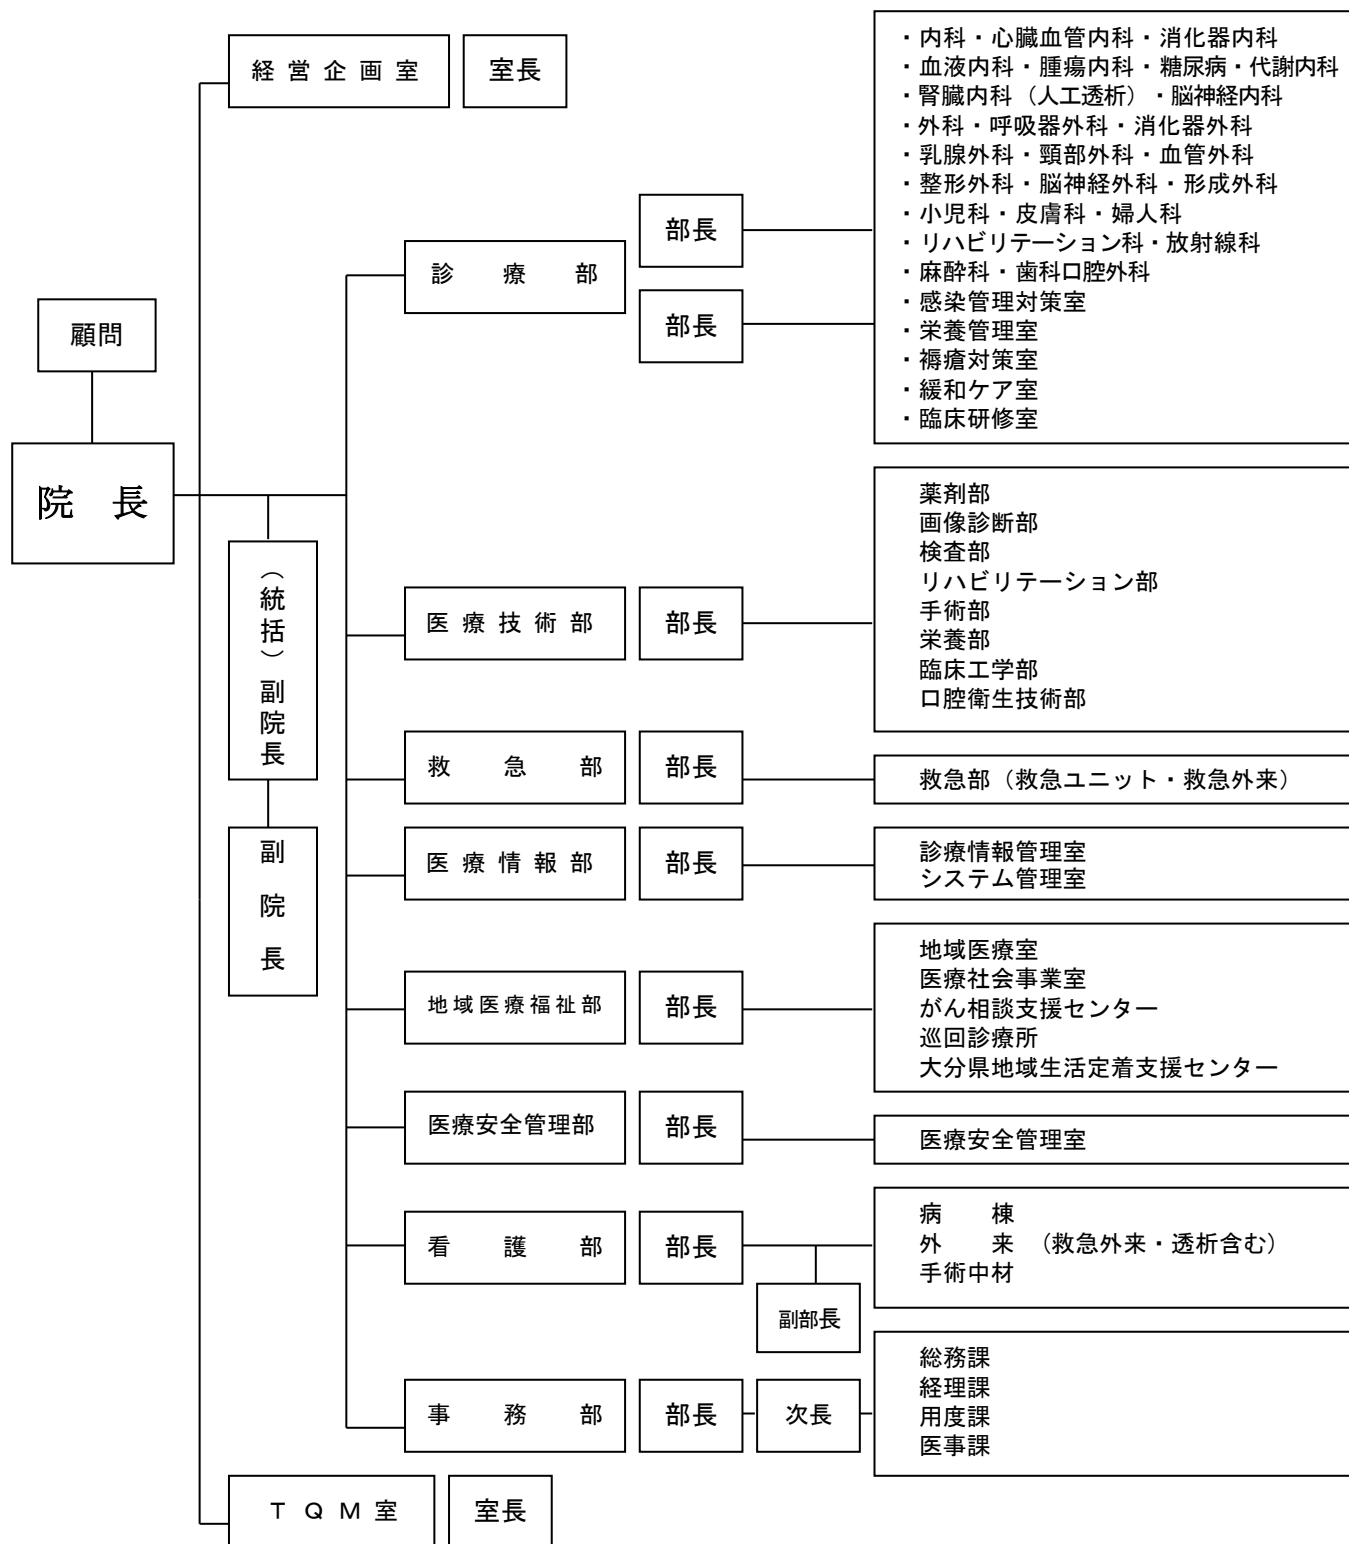 経営企画室 室長
・内科・心臓血管内科・消化器内科
・血液内科・腫瘍内科・糖尿病・代謝内科
・腎臓内科（人工透析）・脳神経内科
・外科・呼吸器外科・消化器外科
・乳腺外科・頸部外科・血管外科
・整形外科・脳神経外科・形成外科
・小児科・皮膚科・婦人科
・リハビリテーション科・放射線科
・麻酔科・歯科口腔外科
・感染管理対策室
・栄養管理室
・褥瘡対策室
・緩和ケア室
・臨床研修室
部長
診療部
部長
顧問
院長
（統括）副院長
副院長
医療技術部 部長
薬剤部
画像診断部
検査部
リハビリテーション部
手術部
栄養部
臨床工学部
口腔衛生技術部
救急部 部長
救急部（救急ユニット・救急外来）
医療情報部 部長
診療情報管理室
システム管理室
地域医療福祉部 部長
地域医療室
医療社会事業室
がん相談支援センター
巡回診療所
大分県地域生活定着支援センター
医療安全管理部 部長
医療安全管理室
看護部 部長
副部長
病棟
外来（救急外来・透析含む）
手術中材
事務部 部長 次長
総務課
経理課
用度課
医事課
ＴＱＭ室 室長